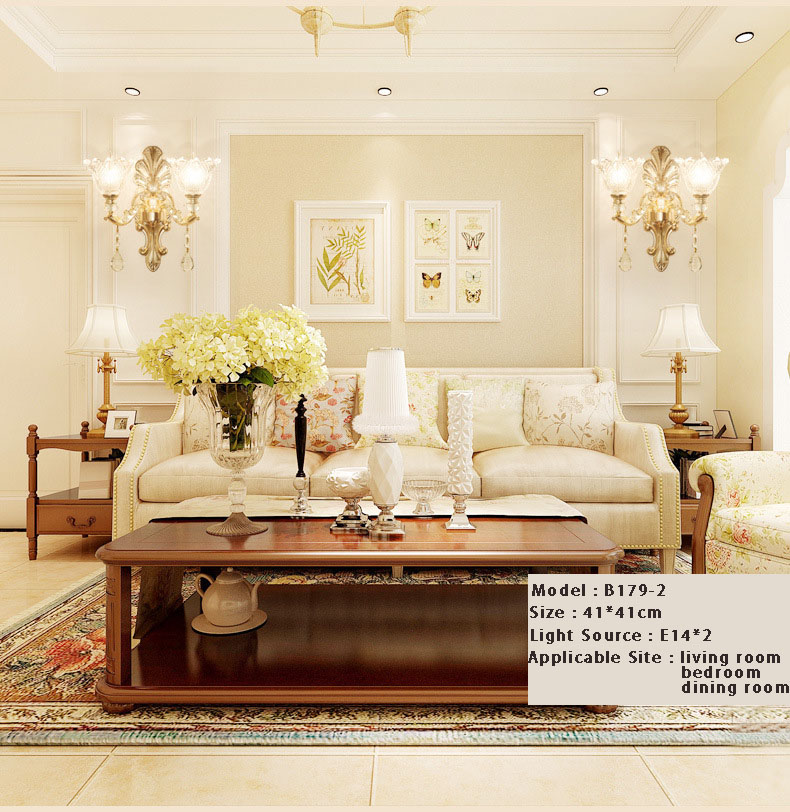 Model : B179-2
Size : 41*41cm
Light Source : E14*2
Applicable Site : living room
bedroom
dining room